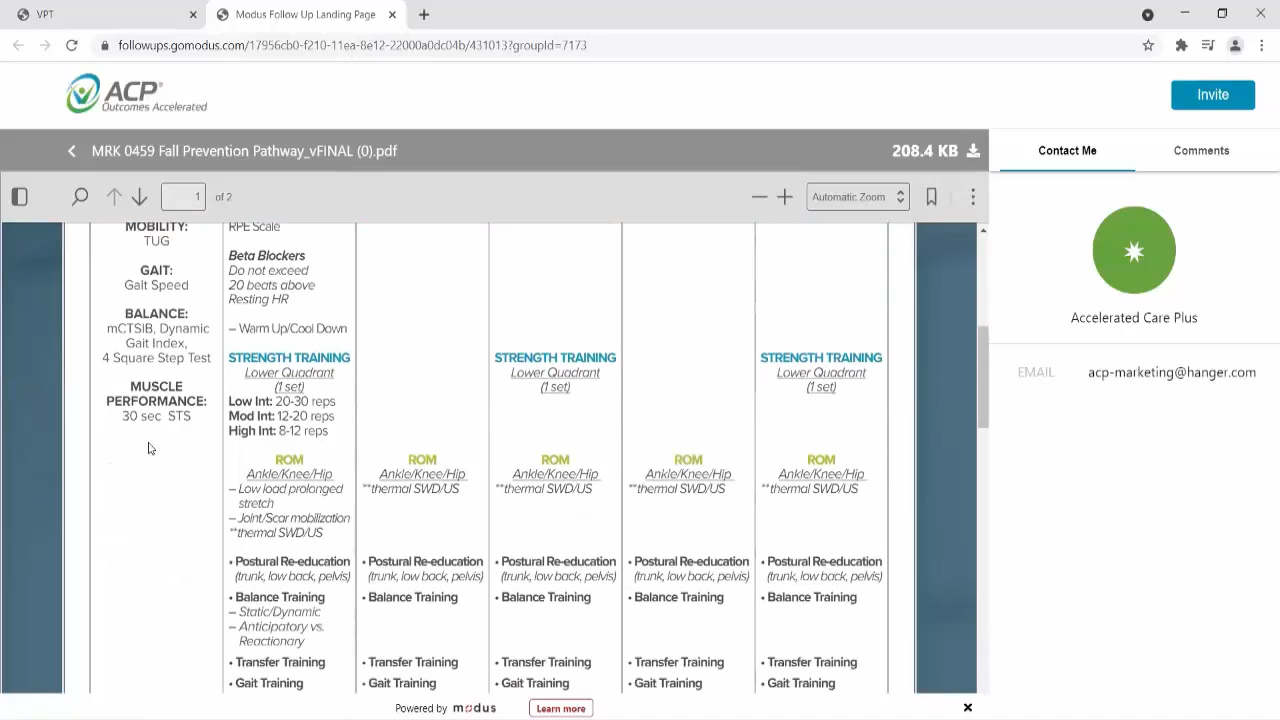 VPT
Modus Follow Up Landing Page
followups.gomodus.com/17956cb0-f210-11ea-8e12-22000a0dc04b/431013?groupId=7173
ACP®
Outcomes Accelerated
Invite
MRK 0459 Fall Prevention Pathway_vFINAL (0).pdf
208.4 KB
Contact Me
Comments
1
of 2
Automatic Zoom
MOBILITY:
TUG
GAIT:
Gait Speed
BALANCE:
mCTSIB, Dynamic
Gait Index,
4 Square Step Test
MUSCLE
PERFORMANCE:
30 sec STS
RPE Scale
Beta Blockers
Do not exceed
20 beats above
Resting HR
– Warm Up/Cool Down
STRENGTH TRAINING
Lower Quadrant
(1 set)
Low Int: 20-30 reps
Mod Int: 12-20 reps
High Int: 8-12 reps
ROM
Ankle/Knee/Hip
– Low load prolonged
stretch
– Joint/Scar mobilization
**thermal SWD/US
• Postural Re-education
(trunk, low back, pelvis)
• Balance Training
– Static/Dynamic
– Anticipatory vs.
Reactionary
• Transfer Training
• Gait Training
ROM
Ankle/Knee/Hip
**thermal SWD/US
• Postural Re-education
(trunk, low back, pelvis)
• Balance Training
• Transfer Training
• Gait Training
STRENGTH TRAINING
Lower Quadrant
(1 set)
ROM
Ankle/Knee/Hip
**thermal SWD/US
• Postural Re-education
(trunk, low back, pelvis)
• Balance Training
• Transfer Training
• Gait Training
ROM
Ankle/Knee/Hip
**thermal SWD/US
• Postural Re-education
(trunk, low back, pelvis)
• Balance Training
• Transfer Training
• Gait Training
STRENGTH TRAINING
Lower Quadrant
(1 set)
ROM
Ankle/Knee/Hip
**thermal SWD/US
• Postural Re-education
(trunk, low back, pelvis)
• Balance Training
• Transfer Training
• Gait Training
Accelerated Care Plus
EMAIL
acp-marketing@hanger.com
Powered by modus
Learn more